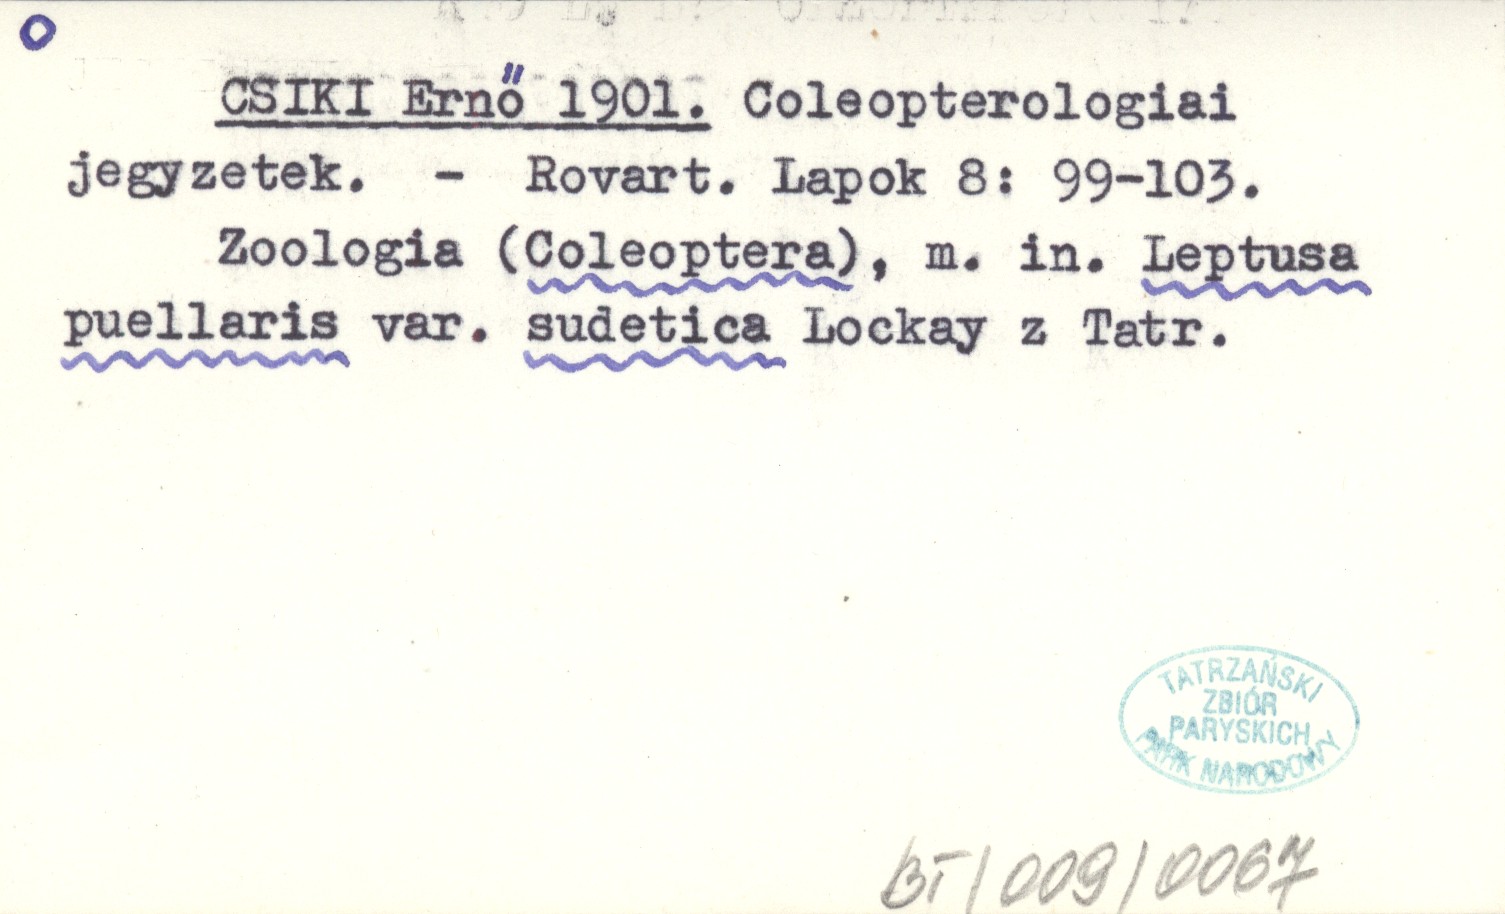 CSIKI Ernő 1901. Coleopterologiai
jegyzetek. - Rovart. Lapok 8: 99-103.
Zoologia (Coleoptera), m. in. Leptusa
puellaris var. sudetica Lockay z Tatr.
TATRZAŃSKI
ZBIÓR
PARYSKICH
PARK NARODOWY
BT/009/0067